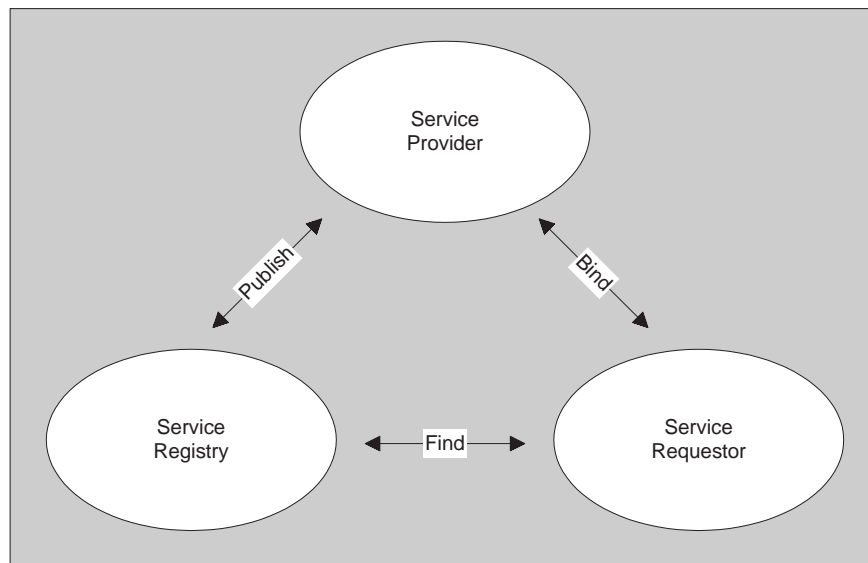 Service
Provider
Publish
Bind
Service
Registry
Find
Service
Requestor